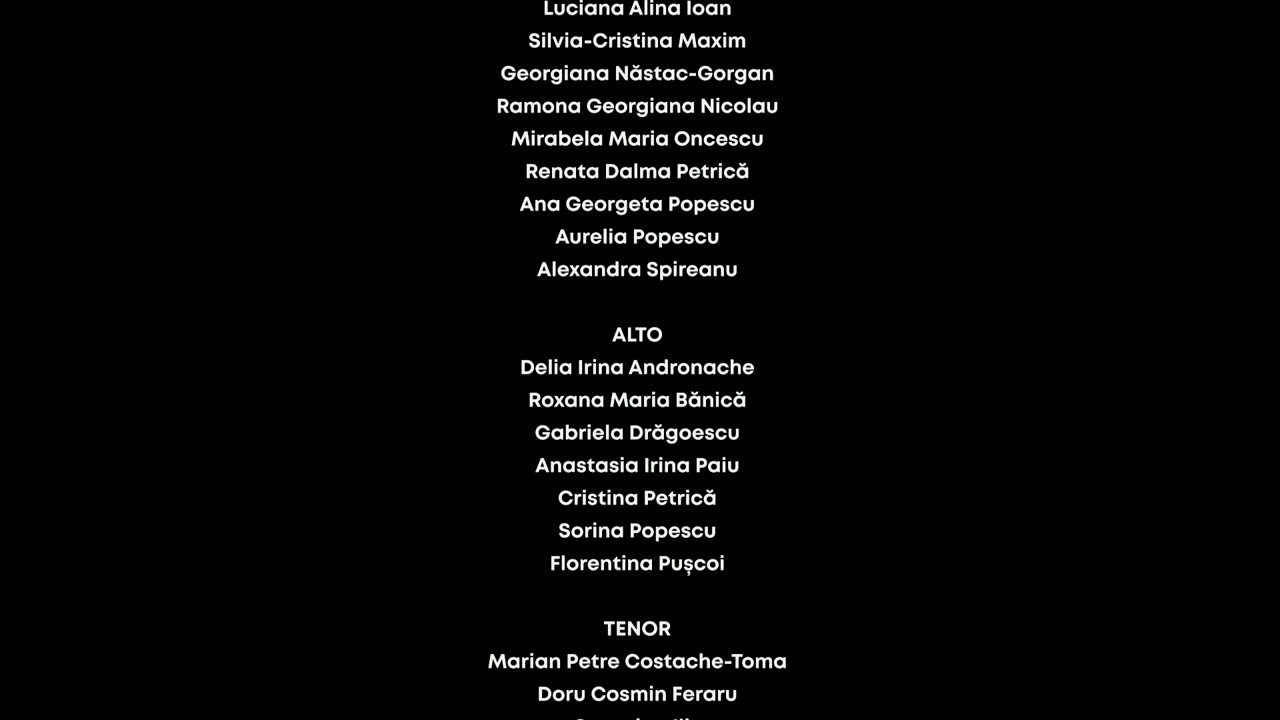 Luciana Alina Ioan
Silvia-Cristina Maxim
Georgiana Năstac-Gorgan
Ramona Georgiana Nicolau
Mirabela Maria Oncescu
Renata Dalma Petrică
Ana Georgeta Popescu
Aurelia Popescu
Alexandra Spireanu
ALTO
Delia Irina Andronache
Roxana Maria Bănică
Gabriela Drăgoescu
Anastasia Irina Paiu
Cristina Petrică
Sorina Popescu
Florentina Pușcoi
TENOR
Marian Petre Costache-Toma
Doru Cosmin Feraru